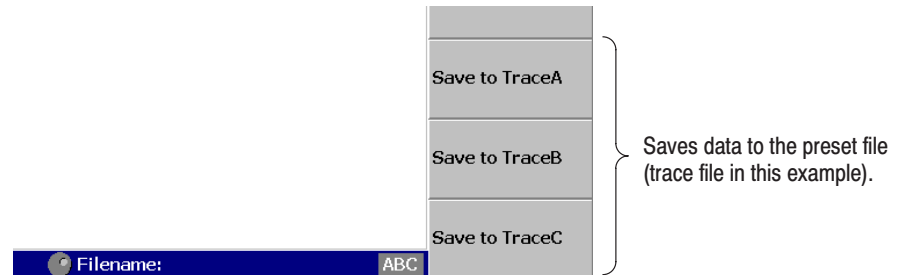 Save to TraceA
Save to TraceB
Saves data to the preset file
(trace file in this example).
Save to TraceC
Filename:
ABC